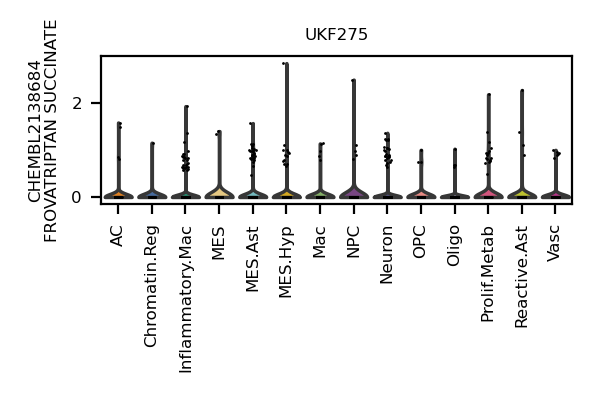 UKF275
CHEMBL2138684
FROVATRIPTAN SUCCINATE
2
0
AC
Chromatin.Reg
Inflammatory.Mac
MES
MES.Ast
MES.Hyp
Mac
NPC
Neuron
OPC
Oligo
Prolif.Metab
Reactive.Ast
Vasc